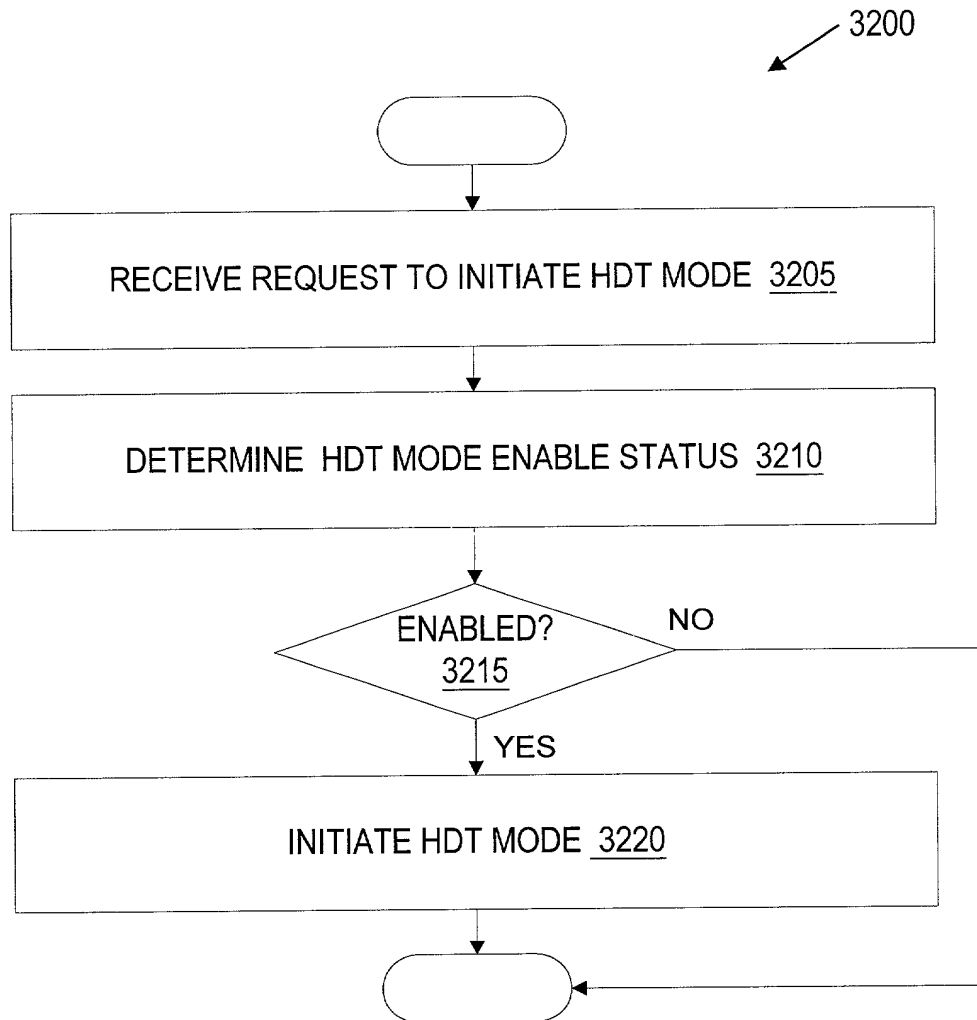 3200
RECEIVE REQUEST TO INITIATE HDT MODE 3205
DETERMINE HDT MODE ENABLE STATUS 3210
ENABLED?
3215
NO
YES
INITIATE HDT MODE 3220